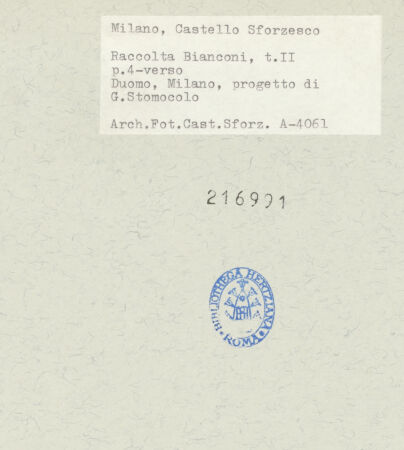 Milano, Castello Sforzesco
Raccolta Bianconi, t.II
p.4-verso
Duomo, Milano, progetto di
G.Stomocolo
Arch.Fot.Cast.Sforz. A-4061
216991
BIBLIOTHECA HERTZIANA
ROMA